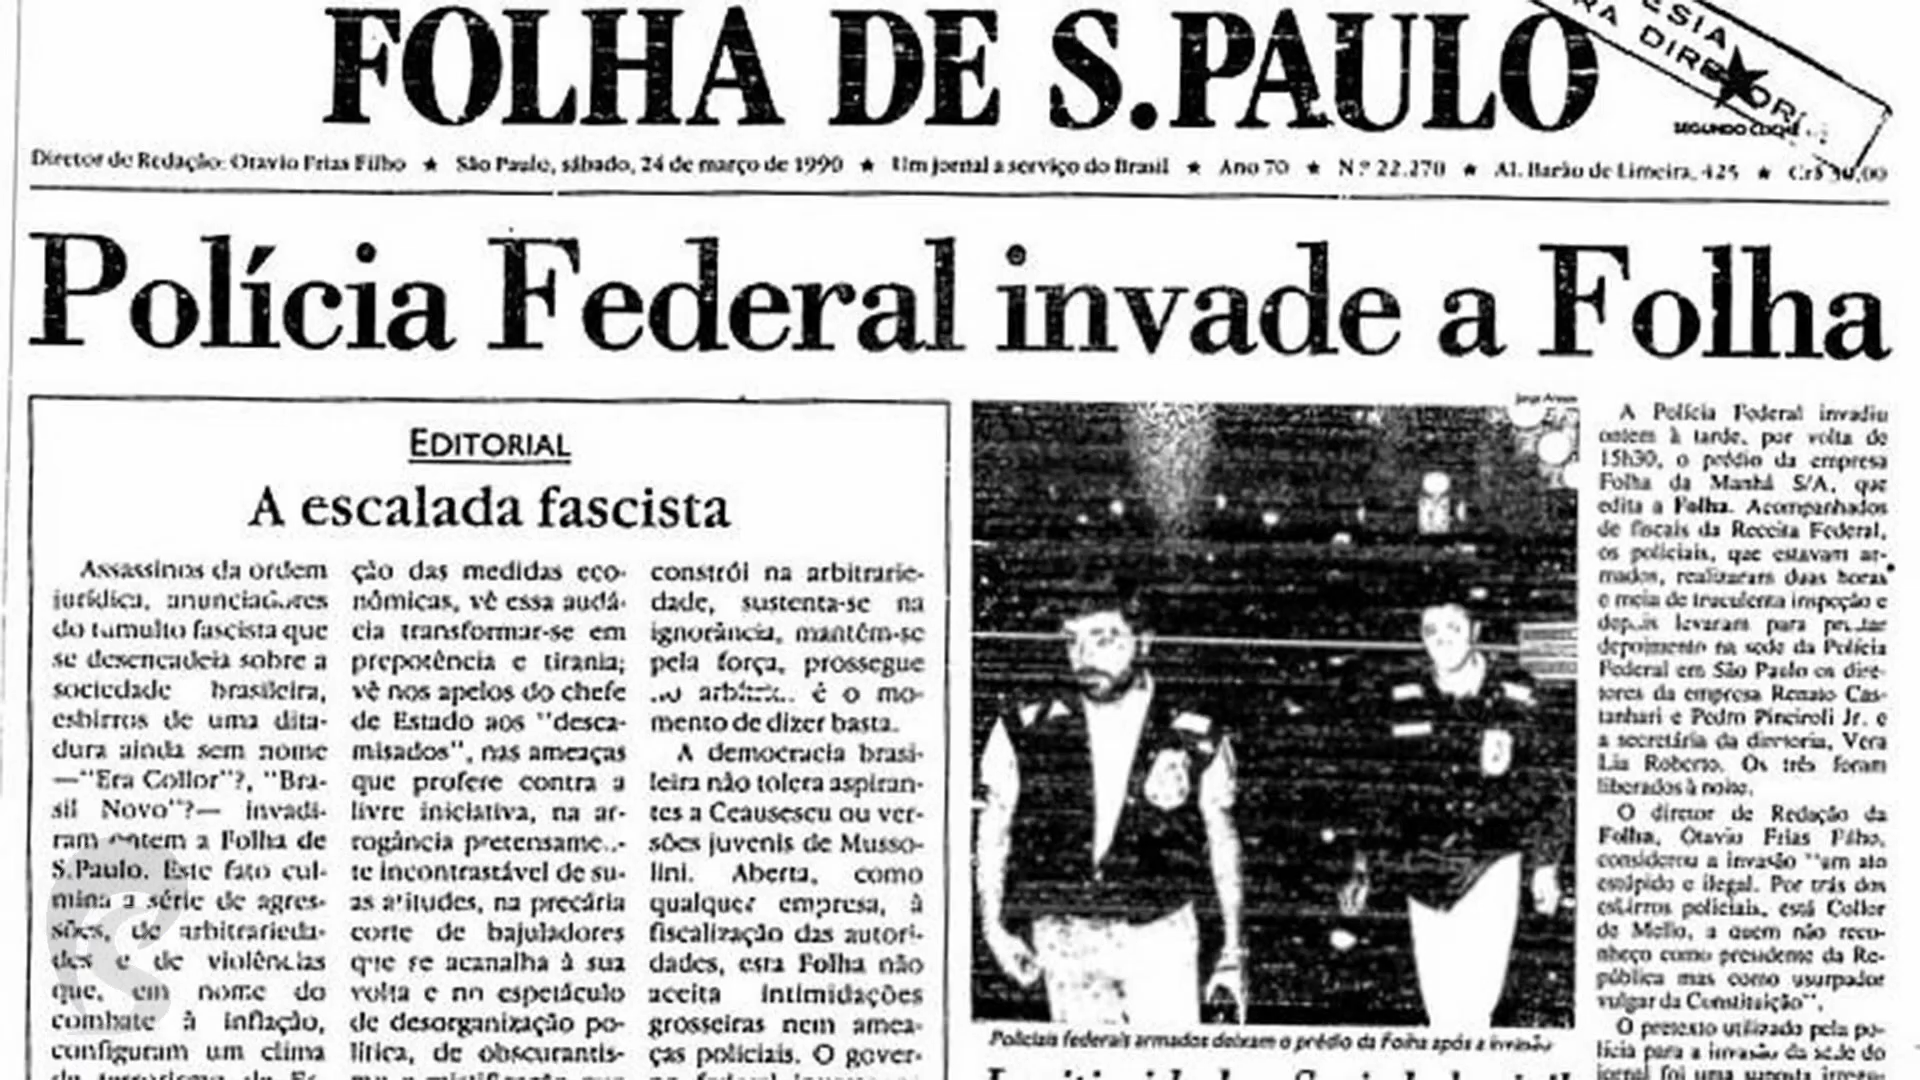 FOLHA DE S.PAULO
ESIA
RA DIRE
SEGUNDO CLICHÊ
Diretor de Redação: Otavio Frias Filho ★ São Paulo, sábado, 24 de março de 1990 ★ Um jornal a serviço do Brasil ★ Ano 70 ★ N.º 22.270 ★ Al. Barão de Limeira, 425 ★ Cr$ 30,00
Polícia Federal invade a Folha
EDITORIAL
A escalada fascista
Assassinos da ordem
jurídica, anunciadores
do tumulto fascista que
se desencadeia sobre a
sociedade brasileira,
esbirros de uma dita-
dura ainda sem nome
—"Era Collor"?, "Bra-
sil Novo"?— invadi-
ram ontem a Folha de
S.Paulo. Este fato cul-
mina a série de agres-
sões, de arbitrarieda-
des e de violências
que, em nome do
combate à inflação,
configuram um clima
ção das medidas eco-
nômicas, vê essa audá-
cia transformar-se em
prepotência e tirania;
vê nos apelos do chefe
de Estado aos "desca-
misados", nas ameaças
que profere contra a
livre iniciativa, na ar-
rogância pretensamen-
te incontrastável de su-
as atitudes, na precária
corte de bajuladores
que se acanalha à sua
volta e no espetáculo
de desorganização po-
lítica, de obscurantis-
constrói na arbitrarie-
dade, sustenta-se na
ignorância, mantém-se
pela força, prossegue
é o mo-
mento de dizer basta.
A democracia brasi-
leira não tolera aspiran-
tes a Ceausescu ou ver-
sões juvenis de Musso-
lini. Aberta, como
qualquer empresa, à
fiscalização das autori-
dades, esta Folha não
aceita intimidações
grosseiras nem amea-
ças policiais. O gover-
Policiais federais armados deixam o prédio da Folha após a invasão
A Polícia Federal invadiu
ontem à tarde, por volta de
15h30, o prédio da empresa
Folha da Manhã S/A, que
edita a Folha. Acompanhados
de fiscais da Receita Federal,
os policiais, que estavam ar-
mados, realizaram duas horas
e meia de truculenta inspeção e
depois levaram para prestar
depoimento na sede da Polícia
Federal em São Paulo os dire-
tores da empresa Renato Cas-
tanhari e Pedro Pinciroli Jr. e
a secretária da diretoria, Vera
Lia Roberto. Os três foram
liberados à noite.
O diretor de Redação da
Folha, Otavio Frias Filho,
considerou a invasão "um ato
estúpido e ilegal. Por trás dos
esbirros policiais, está Collor
de Mello, a quem não reco-
nheço como presidente da Re-
pública mas como usurpador
vulgar da Constituição".
O pretexto utilizado pela po-
lícia para a invasão da sede do
jornal foi uma suposta